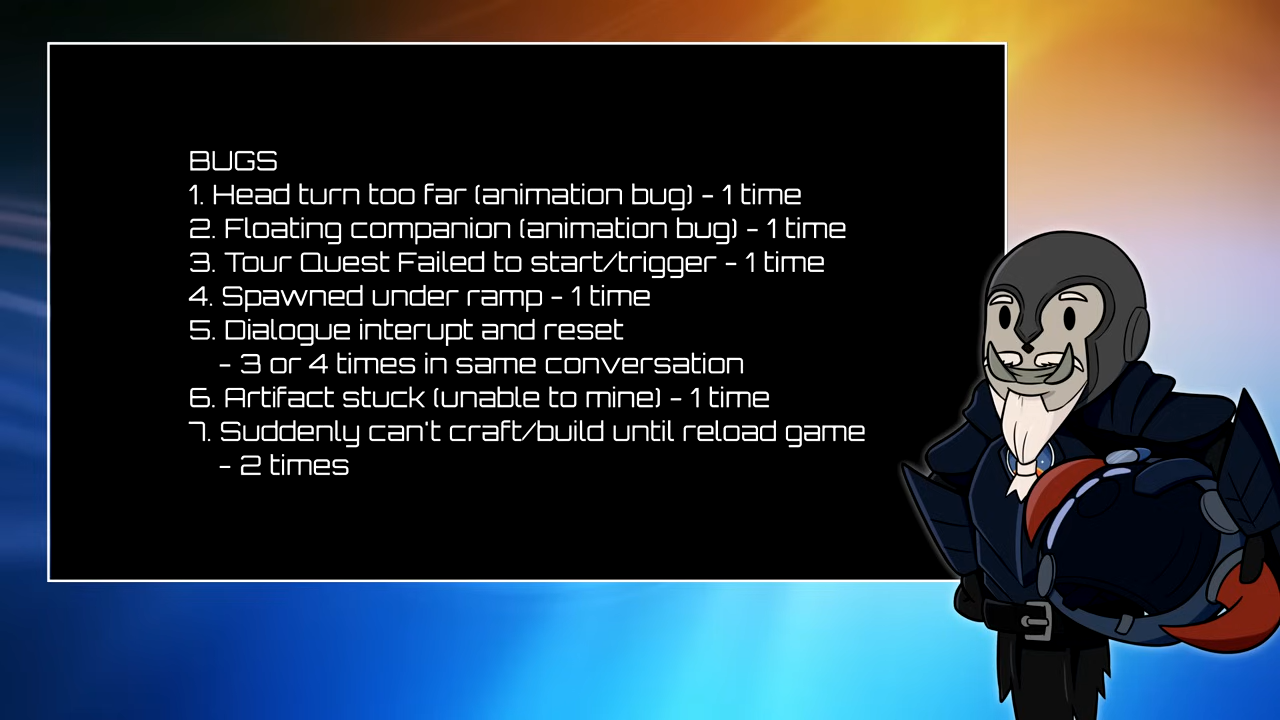 BUGS
1. Head turn too far (animation bug) - 1 time
2. Floating companion (animation bug) - 1 time
3. Tour Quest Failed to start/trigger - 1 time
4. Spawned under ramp - 1 time
5. Dialogue interupt and reset
- 3 or 4 times in same conversation
6. Artifact stuck (unable to mine) - 1 time
7. Suddenly can't craft/build until reload game
- 2 times